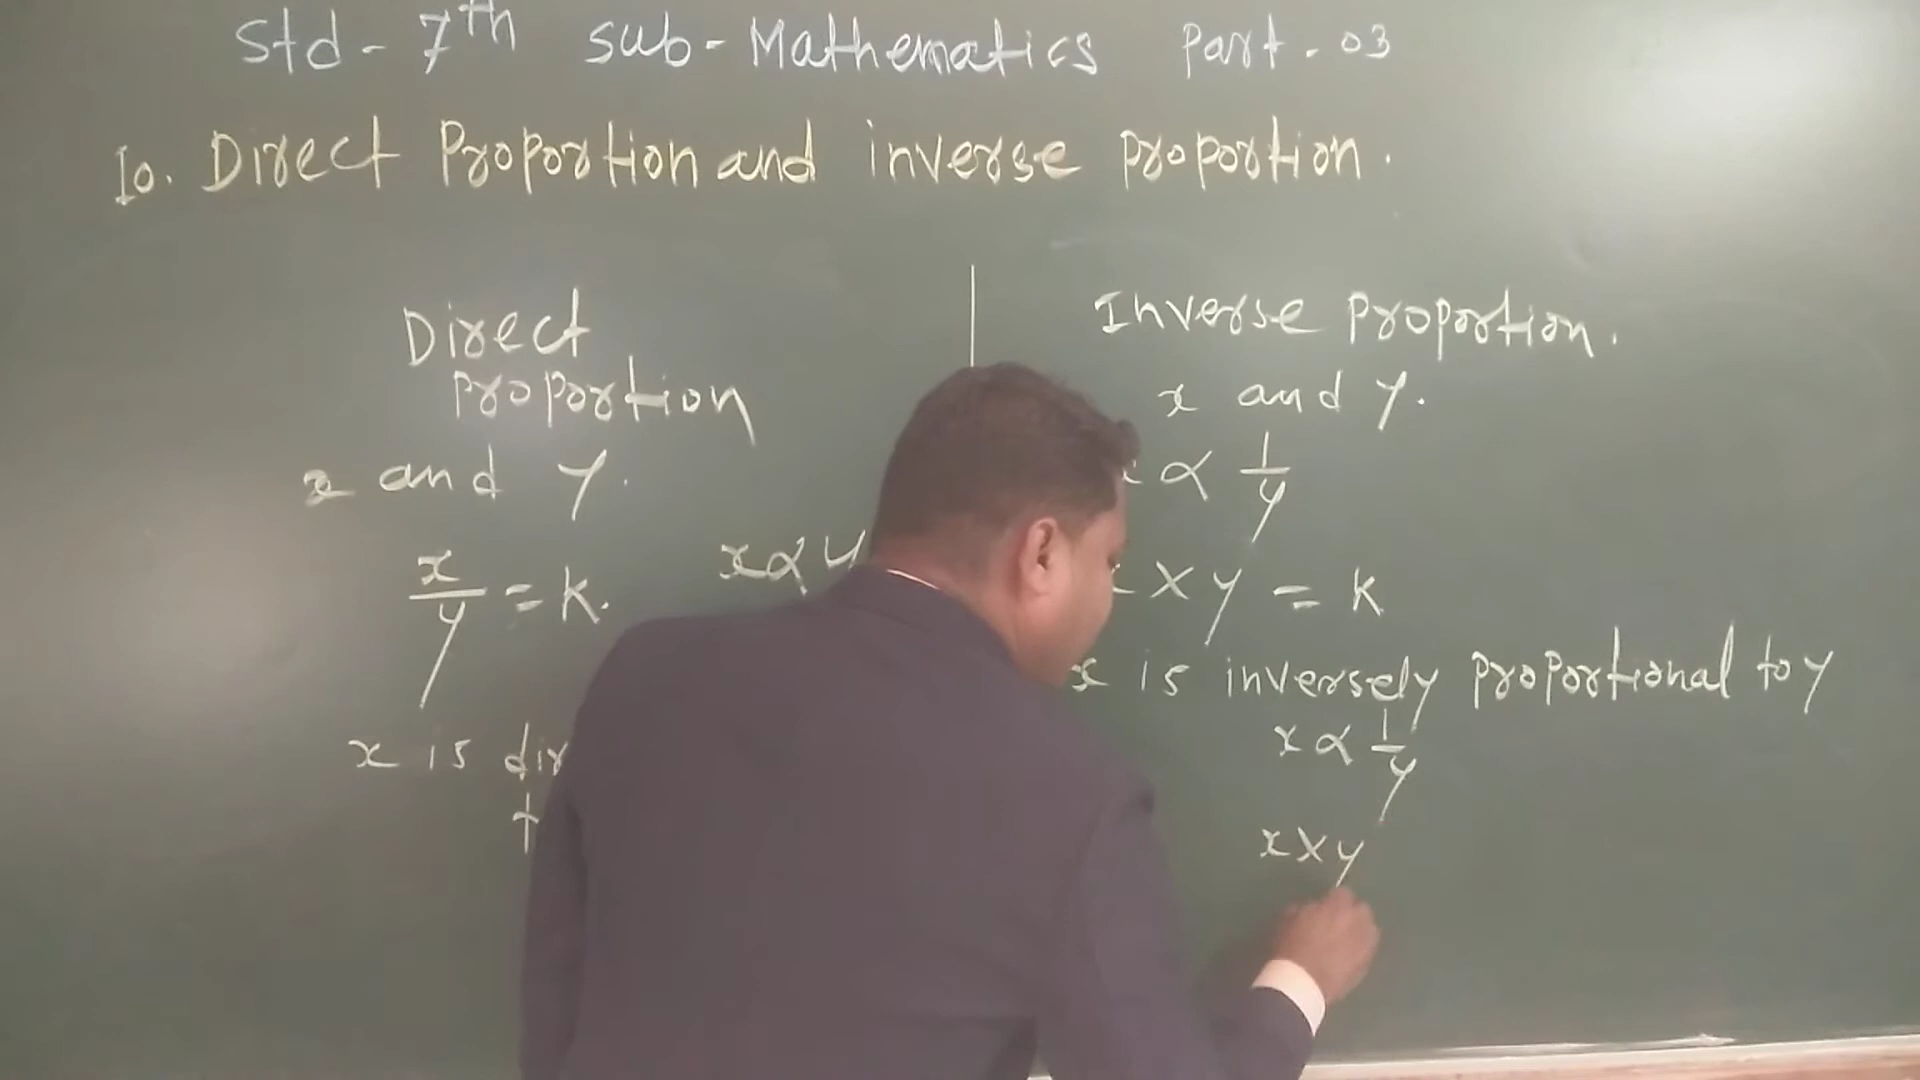 Std - 7th sub - Mathematics Part - 03
10. Direct Proportion and inverse proportion.
Direct
proportion
x and y.
x/y = k.
x ∝ y
x is
Inverse proportion.
x and y.
∝ 1/y
× y = k
x is inversely proportional to y
x ∝ 1/y
x × y